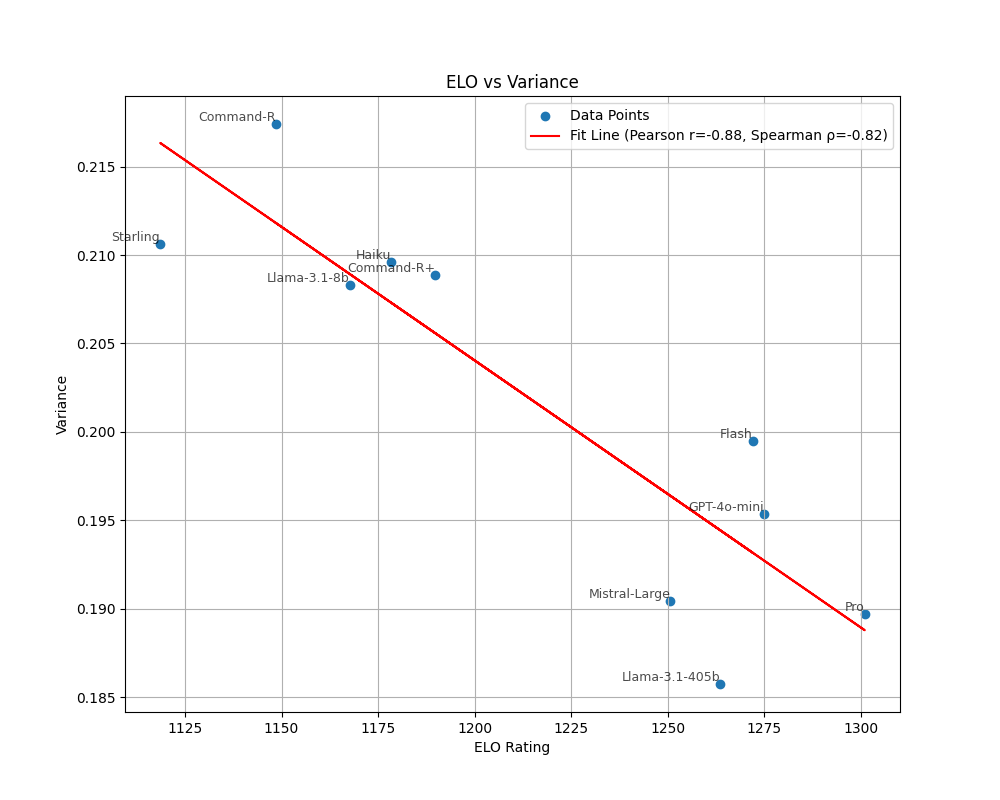 ELO vs Variance
Data Points
Fit Line (Pearson r=-0.88, Spearman ρ=-0.82)
Command-R
Starling
Haiku
Command-R+
Llama-3.1-8b
Flash
GPT-4o-mini
Mistral-Large
Pro
Llama-3.1-405b
Variance
0.215
0.210
0.205
0.200
0.195
0.190
0.185
1125 1150 1175 1200 1225 1250 1275 1300
ELO Rating